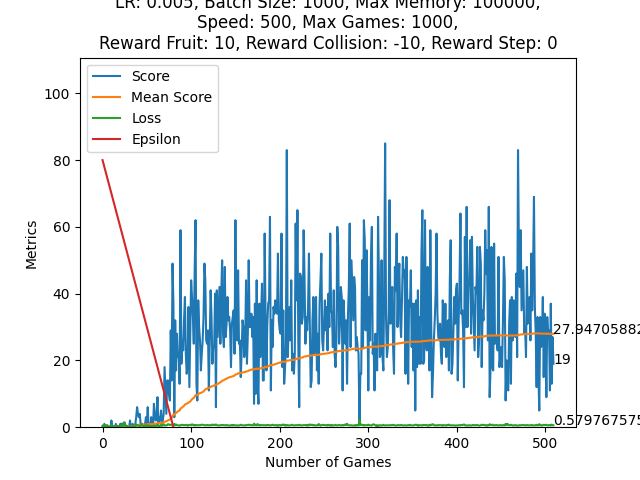 LR: 0.005, Batch Size: 1000, Max Memory: 100000,
Speed: 500, Max Games: 1000,
Reward Fruit: 10, Reward Collision: -10, Reward Step: 0
Score
Mean Score
Loss
Epsilon
100
80
60
40
20
0
Metrics
27.94705882
19
0.579767575
0
100
200
300
400
500
Number of Games